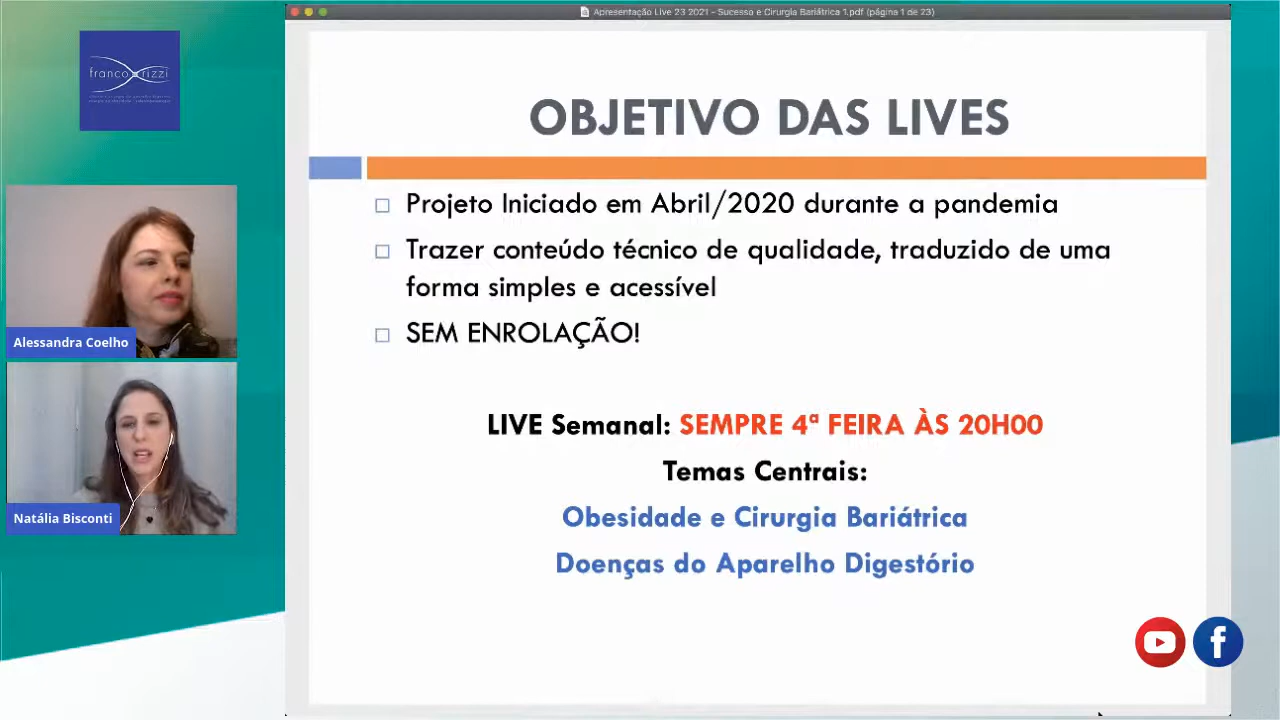 Apresentação Live 23 2021 - Sucesso e Cirurgia Bariátrica 1.pdf (página 1 de 23)
franco rizzi
OBJETIVO DAS LIVES
Projeto Iniciado em Abril/2020 durante a pandemia
Trazer conteúdo técnico de qualidade, traduzido de uma
forma simples e acessível
SEM ENROLAÇÃO!
LIVE Semanal: SEMPRE 4ª FEIRA ÀS 20H00
Temas Centrais:
Obesidade e Cirurgia Bariátrica
Doenças do Aparelho Digestório
Alessandra Coelho
Natália Bisconti